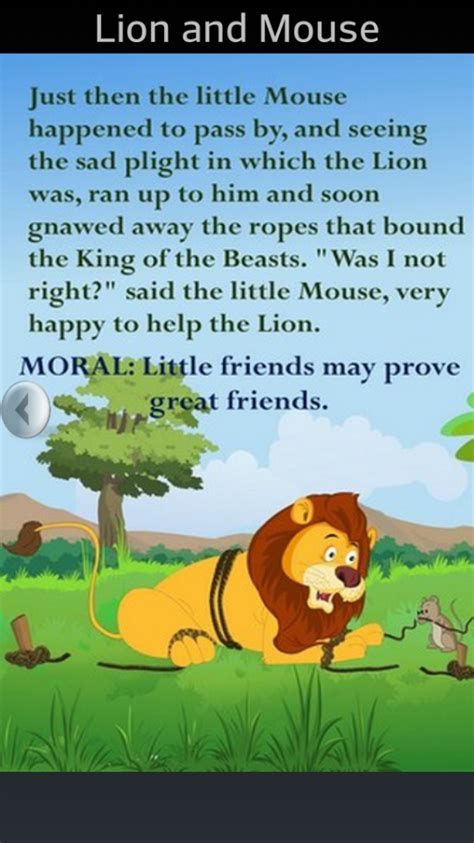 Lion and Mouse
Just then the little Mouse
happened to pass by, and seeing
the sad plight in which the Lion
was, ran up to him and soon
gnawed away the ropes that bound
the King of the Beasts. "Was I not
right?" said the little Mouse, very
happy to help the Lion.
MORAL: Little friends may prove
great friends.